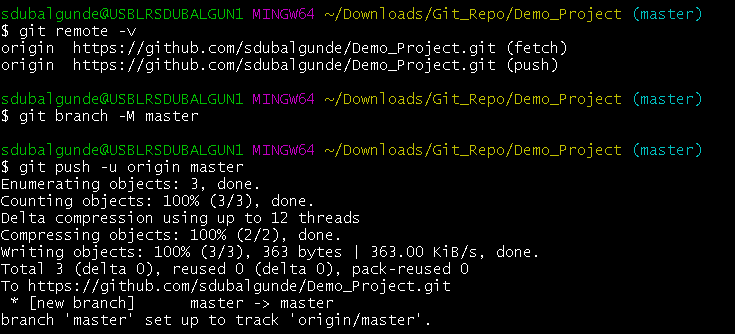 sdubalgunde@USBLRSDUBALGUN1 MINGW64 ~/Downloads/Git_Repo/Demo_Project (master)
$ git remote -v
origin  https://github.com/sdubalgunde/Demo_Project.git (fetch)
origin  https://github.com/sdubalgunde/Demo_Project.git (push)

sdubalgunde@USBLRSDUBALGUN1 MINGW64 ~/Downloads/Git_Repo/Demo_Project (master)
$ git branch -M master

sdubalgunde@USBLRSDUBALGUN1 MINGW64 ~/Downloads/Git_Repo/Demo_Project (master)
$ git push -u origin master
Enumerating objects: 3, done.
Counting objects: 100% (3/3), done.
Delta compression using up to 12 threads
Compressing objects: 100% (2/2), done.
Writing objects: 100% (3/3), 363 bytes | 363.00 KiB/s, done.
Total 3 (delta 0), reused 0 (delta 0), pack-reused 0
To https://github.com/sdubalgunde/Demo_Project.git
 * [new branch]      master -> master
branch 'master' set up to track 'origin/master'.